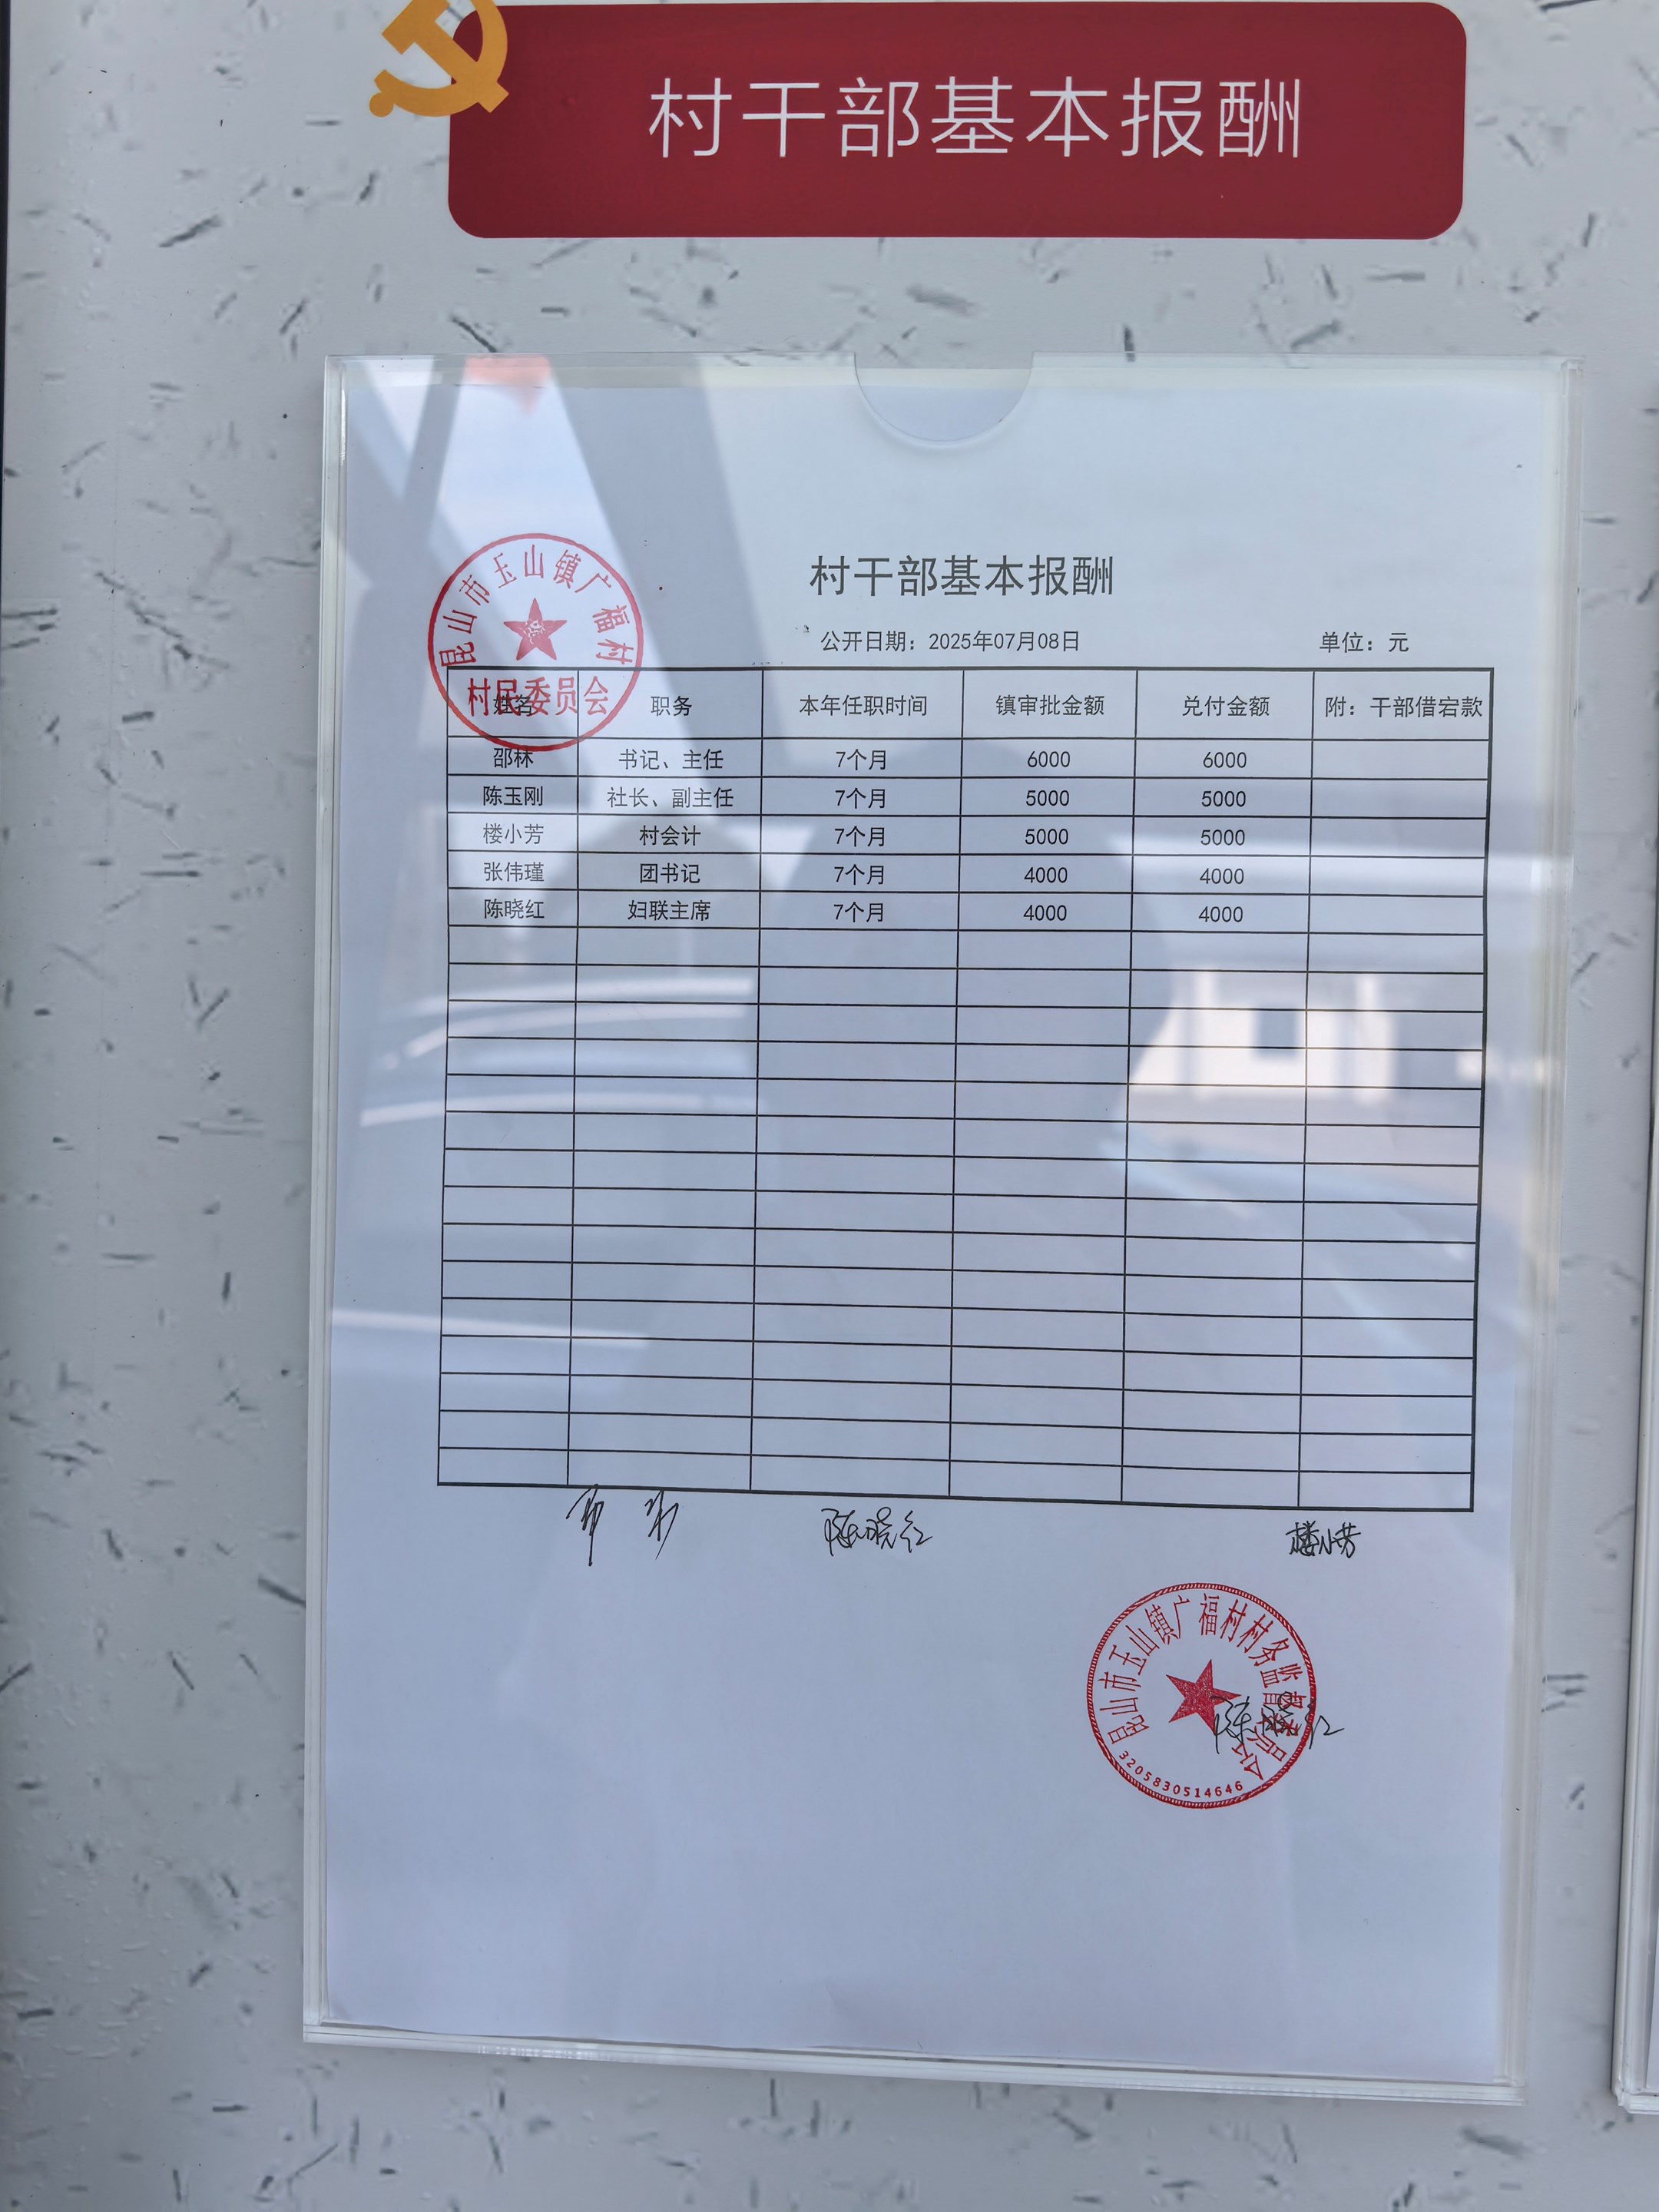 村干部基本报酬
村干部基本报酬
公开日期：2025年07月08日 单位：元
昆山市玉山镇广福村
村民委员会
姓名 职务 本年任职时间 镇审批金额 兑付金额 附：干部借宕款
邵林 书记、主任 7个月 6000 6000
陈玉刚 社长、副主任 7个月 5000 5000
楼小芳 村会计 7个月 5000 5000
张伟瑾 团书记 7个月 4000 4000
陈晓红 妇联主席 7个月 4000 4000
陈晓红 楼小芳
昆山市玉山镇广福村村务监督委员会
陈晓红
3205830514646